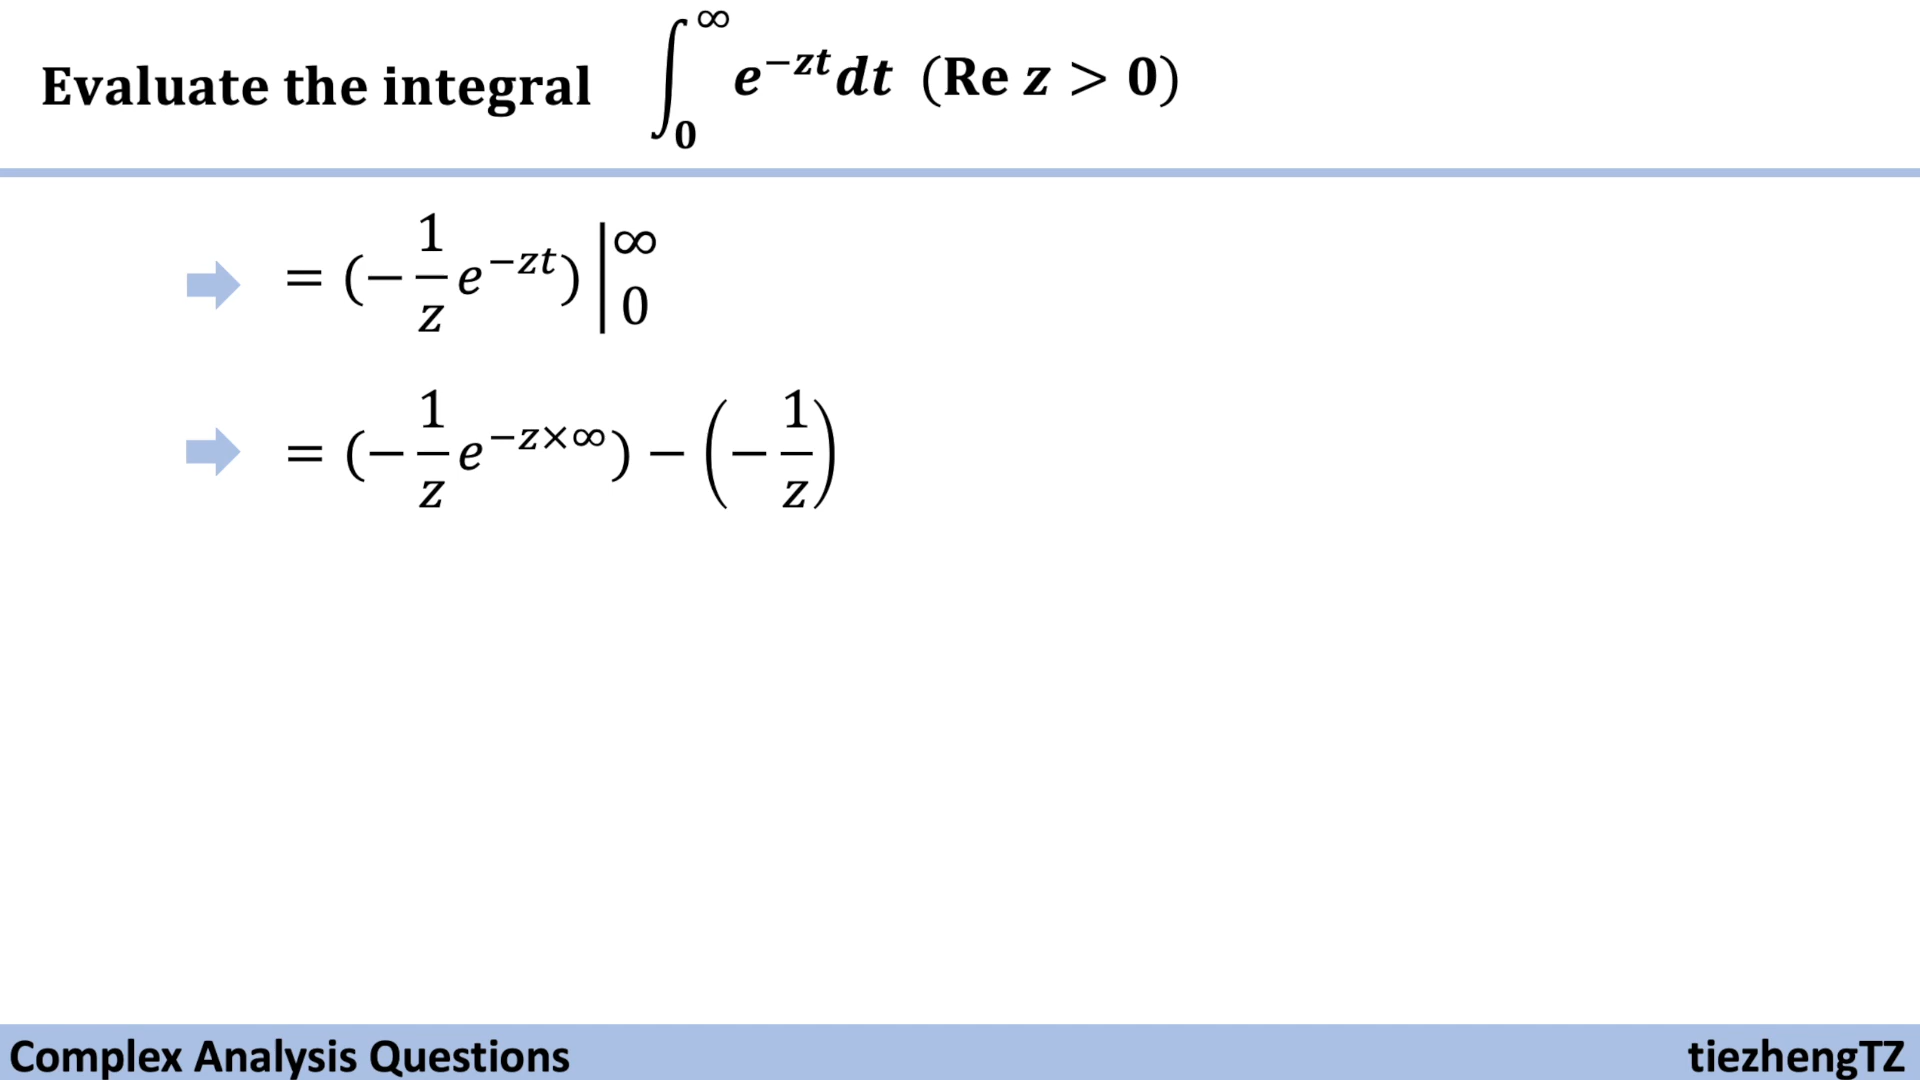 Evaluate the integral ∫₀^∞ e^{−zt} dt (Re z > 0)
= (−1/z e^{−zt}) |₀^∞
= (−1/z e^{−z×∞}) − (−1/z)
Complex Analysis Questions
tiezhengTZ